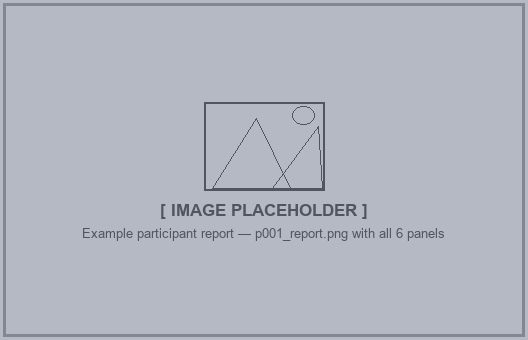 [ IMAGE PLACEHOLDER ]
Example participant report — p001_report.png with all 6 panels